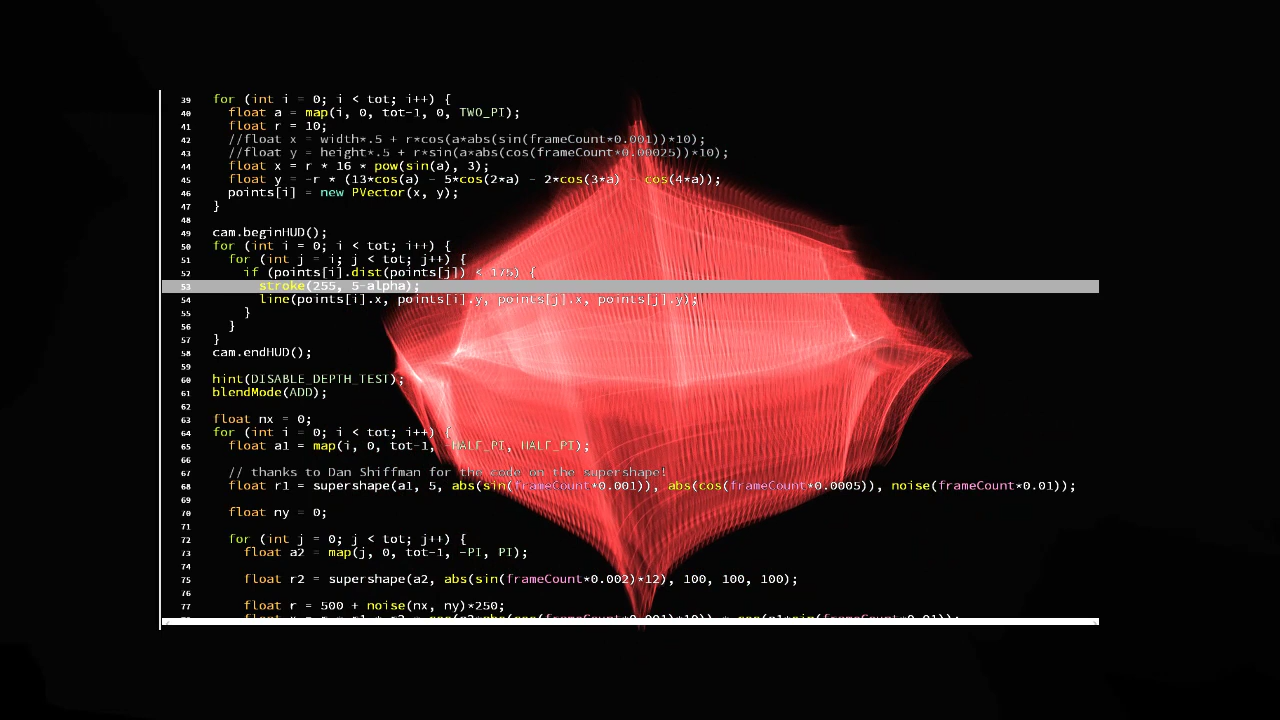 39 for (int i = 0; i < tot; i++) {
40 float a = map(i, 0, tot-1, 0, TWO_PI);
41 float r = 10;
42 //float x = width*.5 + r*cos(a*abs(sin(frameCount*0.001))*10);
43 //float y = height*.5 + r*sin(a*abs(cos(frameCount*0.00025))*10);
44 float x = r * 16 * pow(sin(a), 3);
45 float y = -r * (13*cos(a) - 5*cos(2*a) - 2*cos(3*a) - cos(4*a));
46 points[i] = new PVector(x, y);
47 }
48
49 cam.beginHUD();
50 for (int i = 0; i < tot; i++) {
51 for (int j = i; j < tot; j++) {
52 if (points[i].dist(points[j]) < 175) {
53 stroke(255, 5-alpha);
54 line(points[i].x, points[i].y, points[j].x, points[j].y);
55 }
56 }
57 }
58 cam.endHUD();
59
60 hint(DISABLE_DEPTH_TEST);
61 blendMode(ADD);
62
63 float nx = 0;
64 for (int i = 0; i < tot; i++) {
65 float a1 = map(i, 0, tot-1, -HALF_PI, HALF_PI);
66
67 // thanks to Dan Shiffman for the code on the supershape!
68 float r1 = supershape(a1, 5, abs(sin(frameCount*0.001)), abs(cos(frameCount*0.0005)), noise(frameCount*0.01));
69
70 float ny = 0;
71
72 for (int j = 0; j < tot; j++) {
73 float a2 = map(j, 0, tot-1, -PI, PI);
74
75 float r2 = supershape(a2, abs(sin(frameCount*0.002)*12), 100, 100, 100);
76
77 float r = 500 + noise(nx, ny)*250;